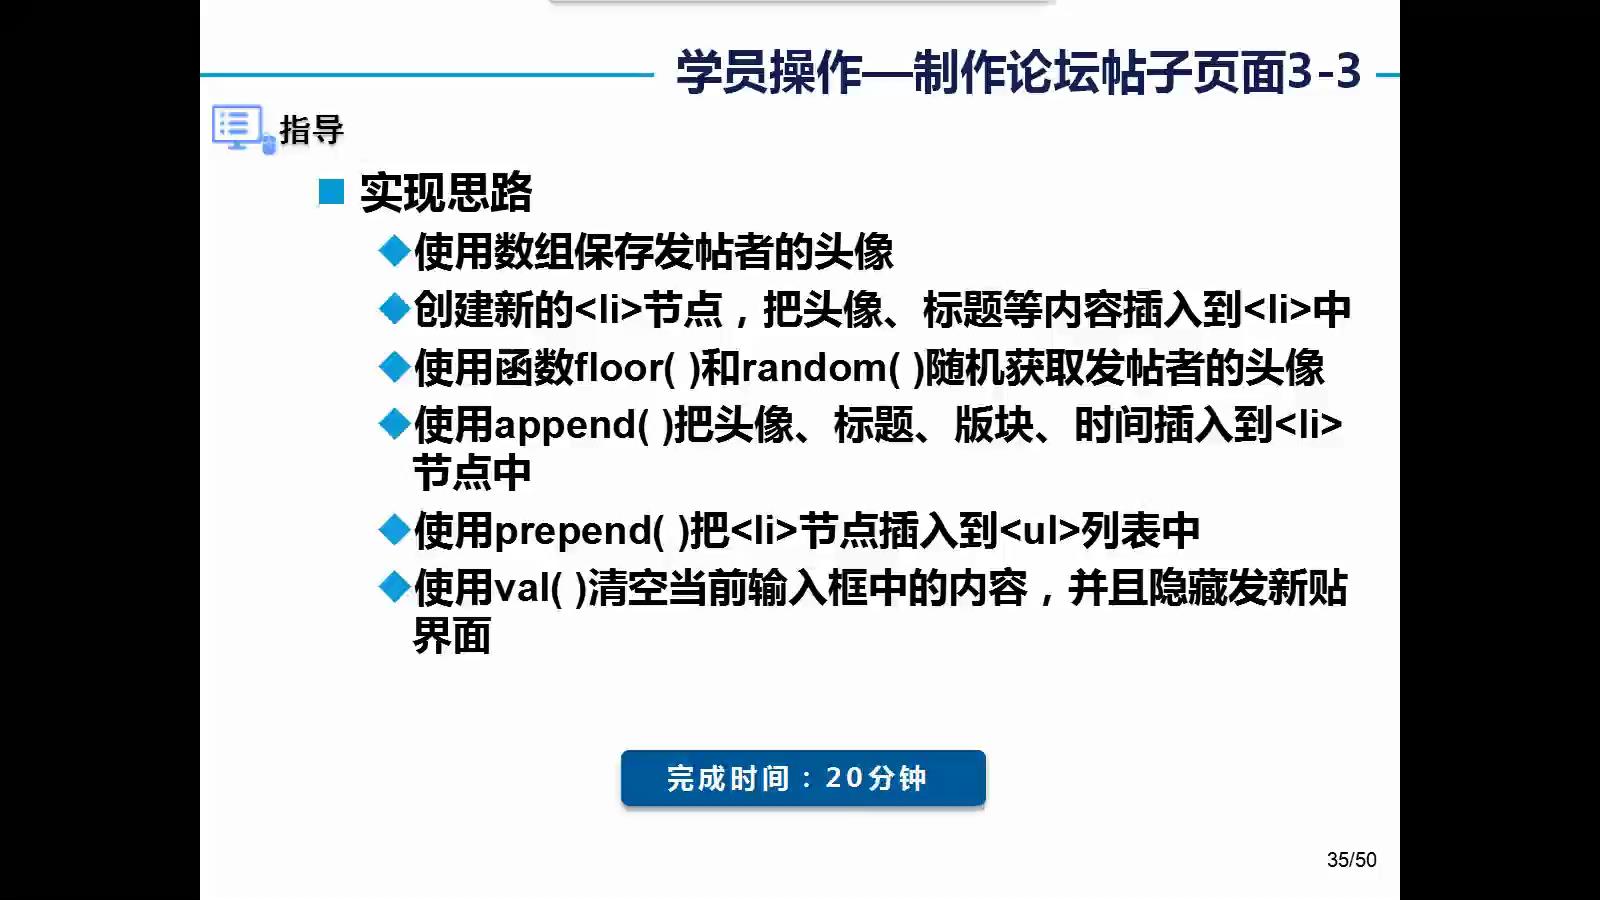 学员操作—制作论坛帖子页面3-3
指导
实现思路
使用数组保存发帖者的头像
创建新的<li>节点，把头像、标题等内容插入到<li>中
使用函数floor( )和random( )随机获取发帖者的头像
使用append( )把头像、标题、版块、时间插入到<li>
节点中
使用prepend( )把<li>节点插入到<ul>列表中
使用val( )清空当前输入框中的内容，并且隐藏发新贴
界面
完成时间：20分钟
35/50